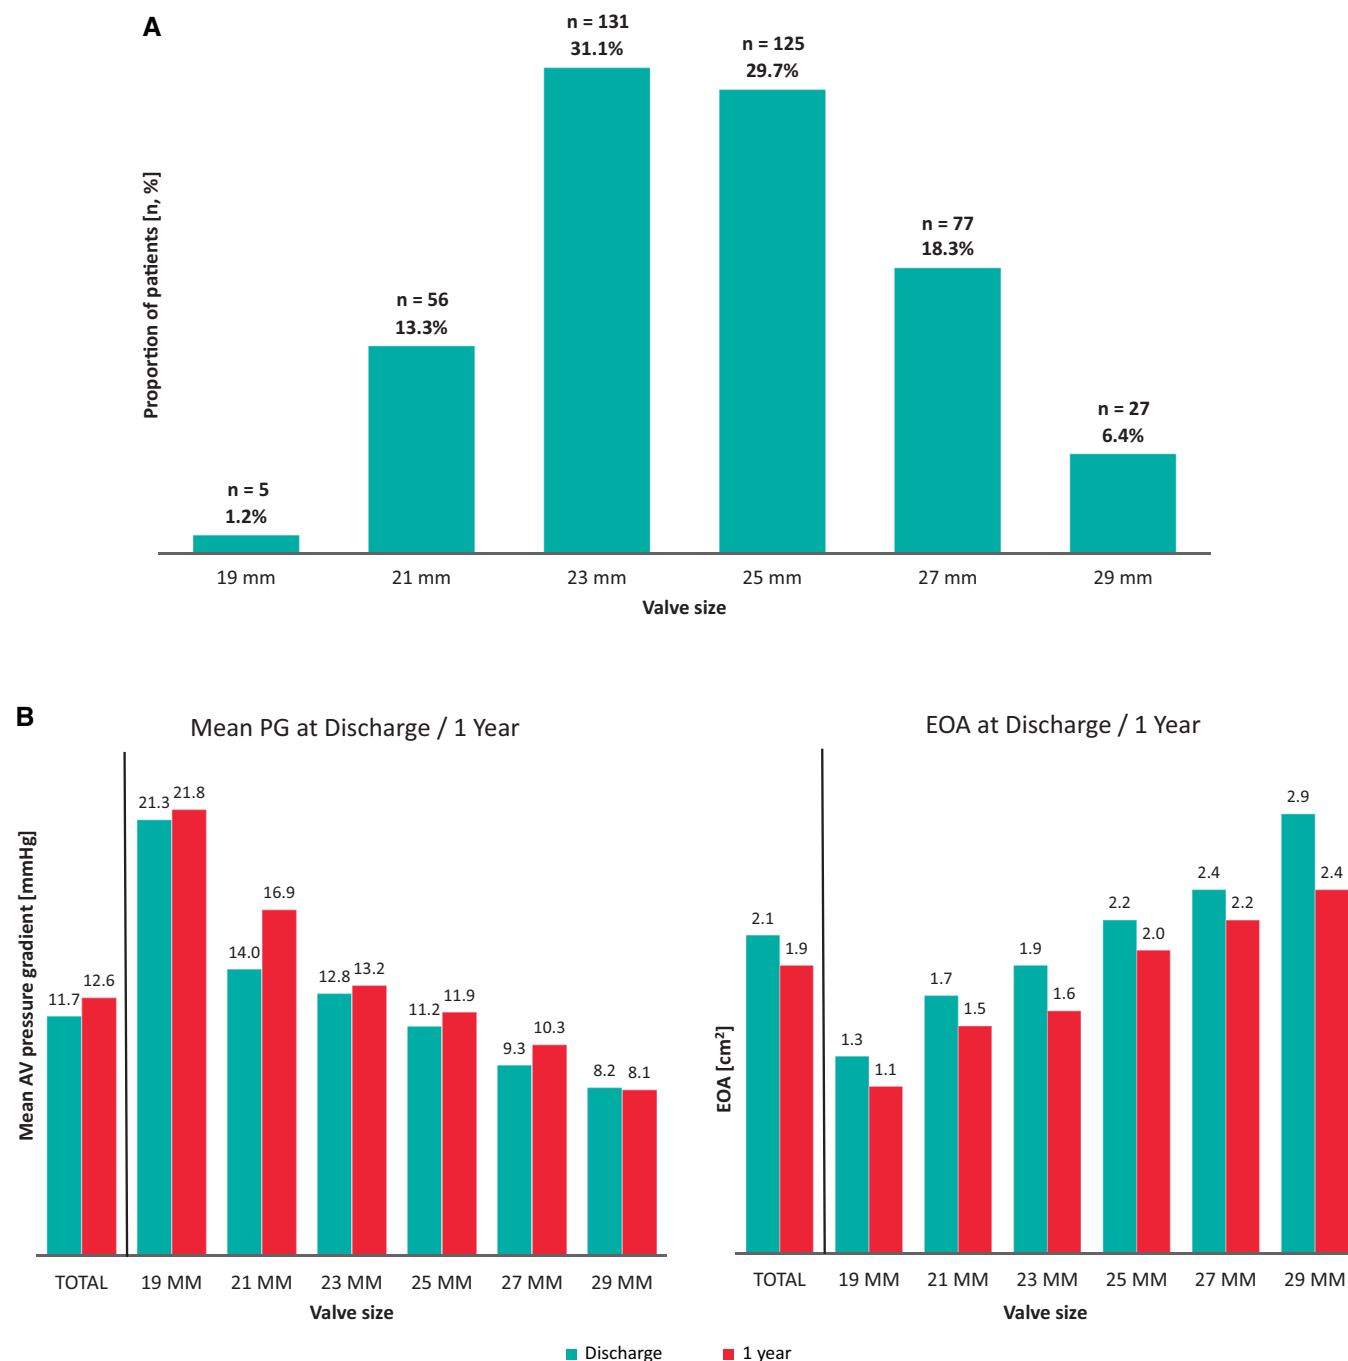 A
n = 131
31.1%
n = 125
29.7%
n = 77
18.3%
n = 56
13.3%
n = 27
6.4%
n = 5
1.2%
Proportion of patients [n, %]
19 mm 21 mm 23 mm 25 mm 27 mm 29 mm
Valve size
B
Mean PG at Discharge / 1 Year
Mean AV pressure gradient [mmHg]
11.7 12.6 21.3 21.8 14.0 16.9 12.8 13.2 11.2 11.9 9.3 10.3 8.2 8.1
TOTAL 19 MM 21 MM 23 MM 25 MM 27 MM 29 MM
Valve size
EOA at Discharge / 1 Year
EOA [cm²]
2.1 1.9 1.3 1.1 1.7 1.5 1.9 1.6 2.2 2.0 2.4 2.2 2.9 2.4
TOTAL 19 MM 21 MM 23 MM 25 MM 27 MM 29 MM
Valve size
Discharge 1 year